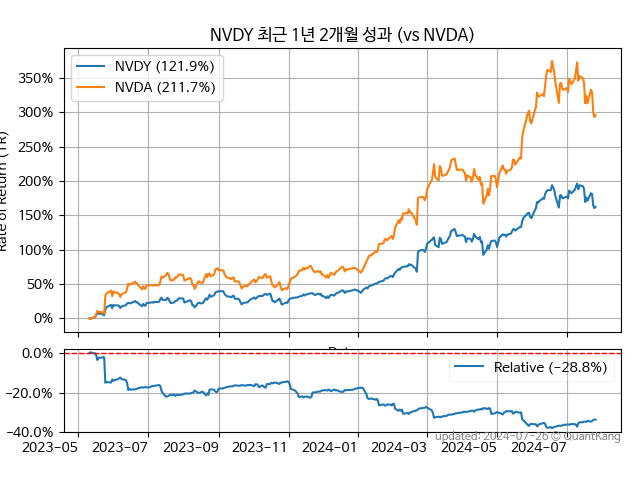 NVDY 최근 1년 2개월 성과 (vs NVDA)
NVDY (121.9%)
NVDA (211.7%)
350%
300%
250%
200%
150%
100%
50%
0%
Rate of Return (TR)
0.0%
−20.0%
−40.0%
Relative (−28.8%)
2023−05 2023−07 2023−09 2023−11 2024−01 2024−03 2024−05 2024−07
updated: 2024−07−26 © QuantKang